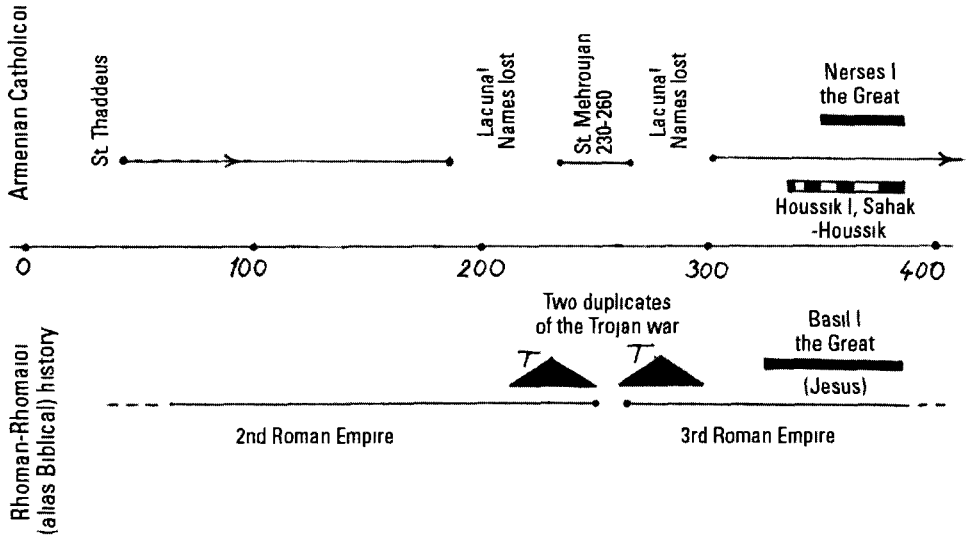 Armenian Catholicoi
St Thaddeus
Lacuna'
Names lost
St. Mehroujan
230-260
Lacuna'
Names lost
Nerses I
the Great
Houssik I, Sahak
-Houssik
0
100
200
300
400
Two duplicates
of the Trojan war
T
T
Basil I
the Great
(Jesus)
2nd Roman Empire
3rd Roman Empire
Rhoman-Rhomaioi
(alias Biblical) history